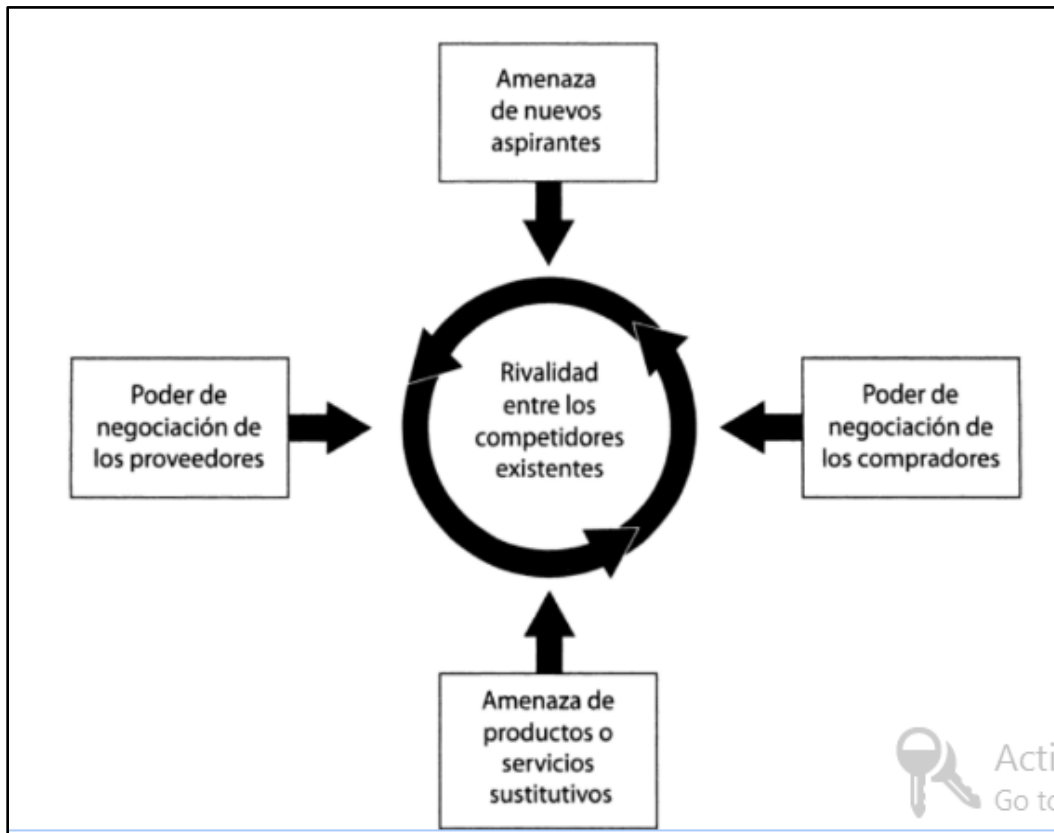 Amenaza
de nuevos
aspirantes
Poder de
negociación de
los proveedores
Rivalidad
entre los
competidores
existentes
Poder de
negociación de
los compradores
Amenaza de
productos o
servicios
sustitutivos
Acti
Go to